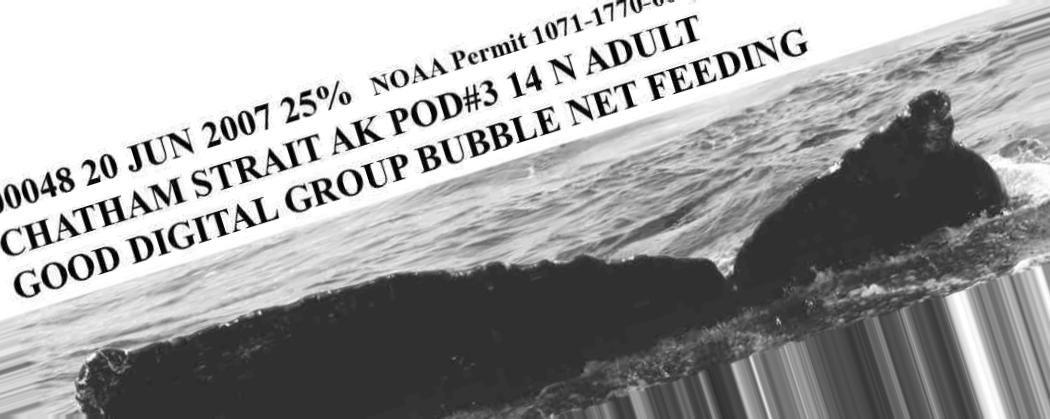 0048 20 JUN 2007 25% NOAA Permit
CHATHAM STRAIT AK POD#3 14 N ADULT
GOOD DIGITAL GROUP BUBBLE NET FEEDING